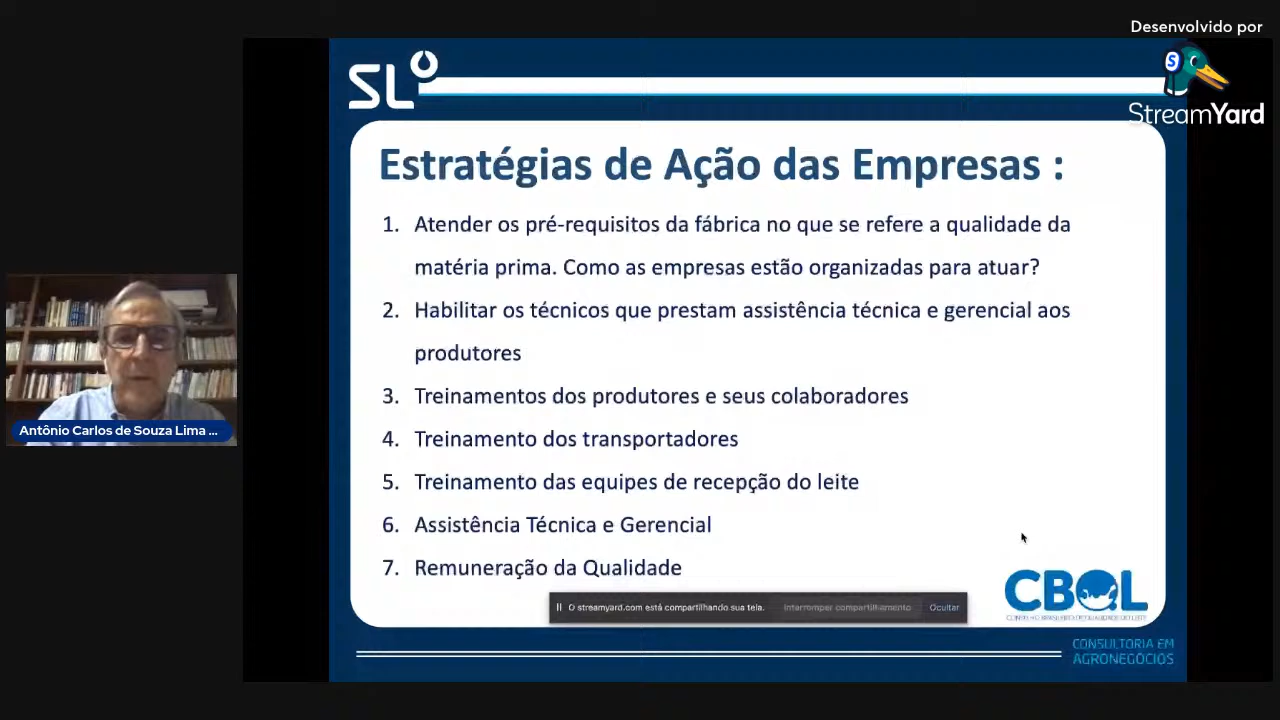 Desenvolvido por
StreamYard
SL
Estratégias de Ação das Empresas :
1. Atender os pré-requisitos da fábrica no que se refere a qualidade da
matéria prima. Como as empresas estão organizadas para atuar?
2. Habilitar os técnicos que prestam assistência técnica e gerencial aos
produtores
3. Treinamentos dos produtores e seus colaboradores
4. Treinamento dos transportadores
5. Treinamento das equipes de recepção do leite
6. Assistência Técnica e Gerencial
7. Remuneração da Qualidade
Antônio Carlos de Souza Lima ...
O streamyard.com está compartilhando sua tela.
Interromper compartilhamento
Ocultar
CBQL
CONSULTORIA EM
AGRONEGÓCIOS